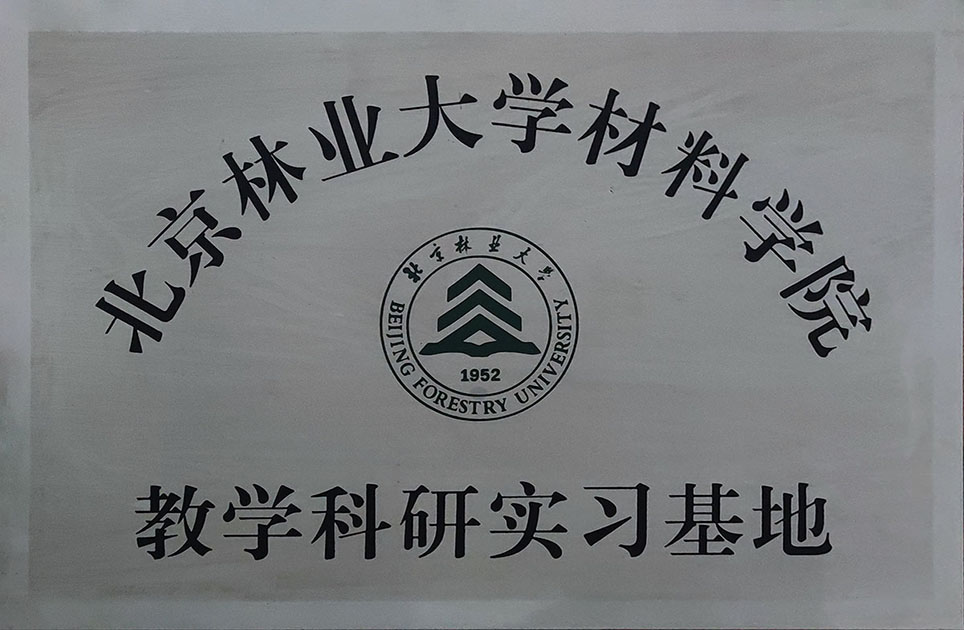 北京林业大学材料学院
北京林业大学
1952
BEIJING FORESTRY UNIVERSITY
教学科研实习基地